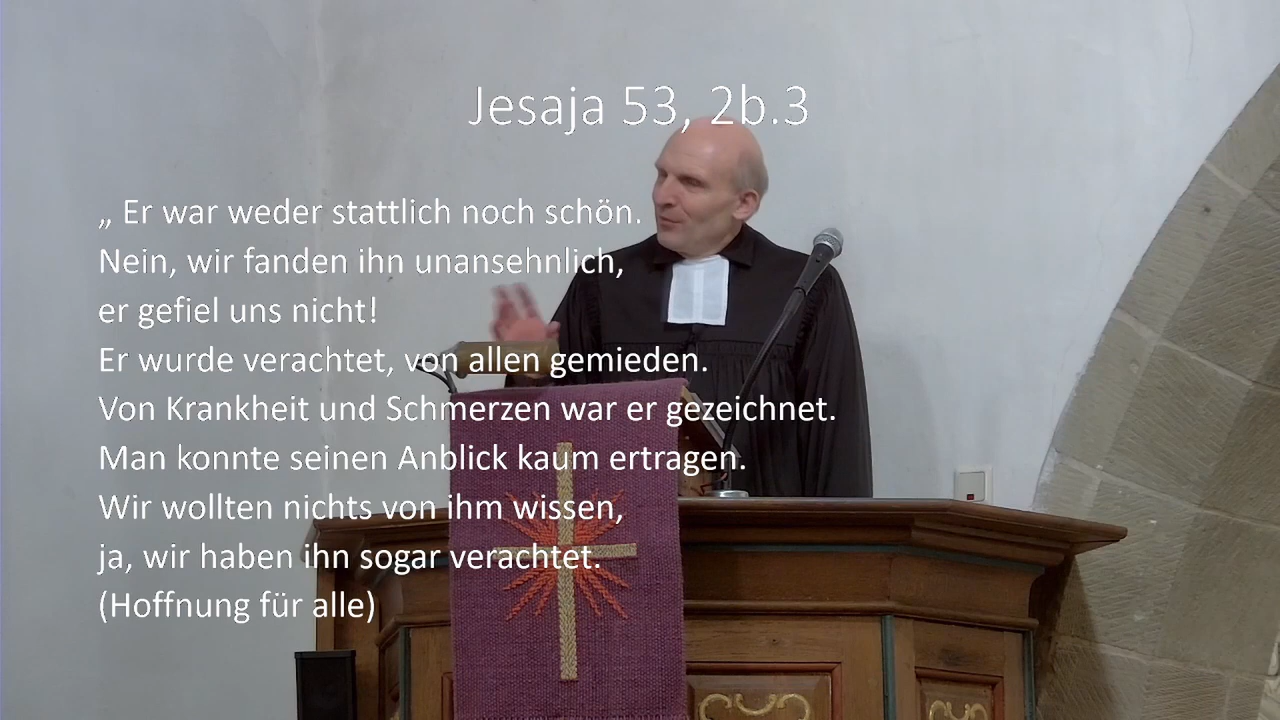 Jesaja 53, 2b.3
„ Er war weder stattlich noch schön.
Nein, wir fanden ihn unansehnlich,
er gefiel uns nicht!
Er wurde verachtet, von allen gemieden.
Von Krankheit und Schmerzen war er gezeichnet.
Man konnte seinen Anblick kaum ertragen.
Wir wollten nichts von ihm wissen,
ja, wir haben ihn sogar verachtet.
(Hoffnung für alle)